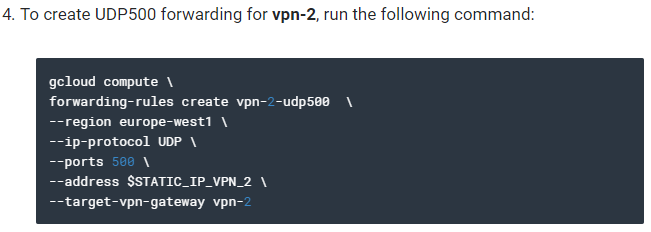 4. To create UDP500 forwarding for vpn-2, run the following command:
gcloud compute \
forwarding-rules create vpn-2-udp500  \
--region europe-west1 \
--ip-protocol UDP \
--ports 500 \
--address $STATIC_IP_VPN_2 \
--target-vpn-gateway vpn-2